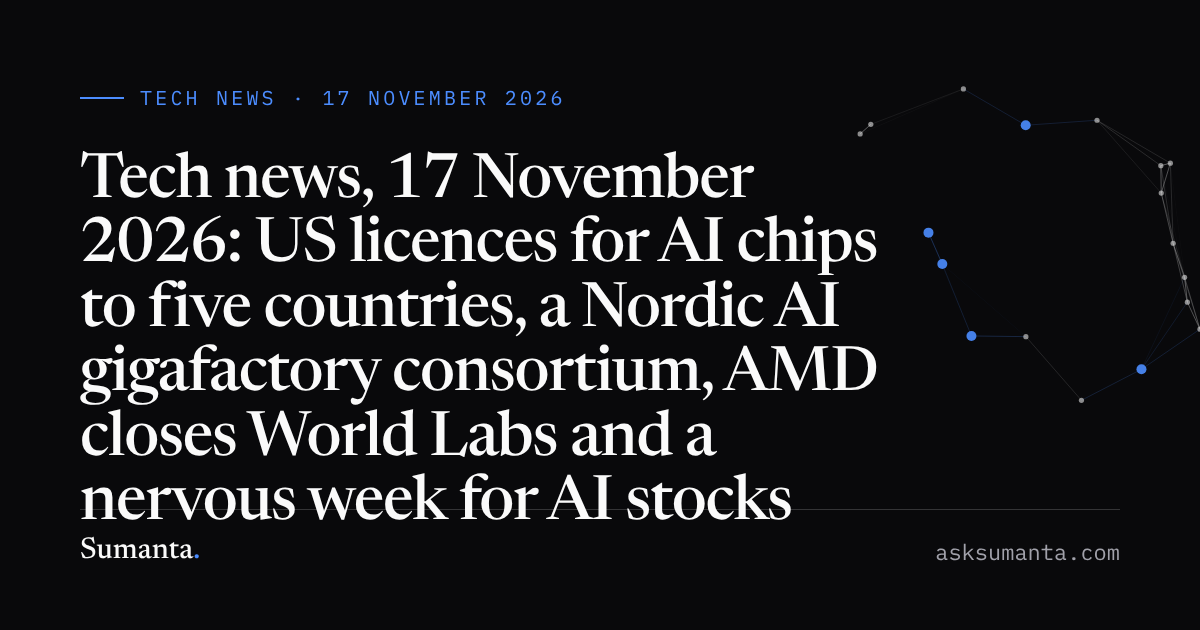 TECH NEWS · 17 NOVEMBER 2026
Tech news, 17 November
2026: US licences for AI chips
to five countries, a Nordic AI
gigafactory consortium, AMD
closes World Labs and a
nervous week for AI stocks
Sumanta.
asksumanta.com